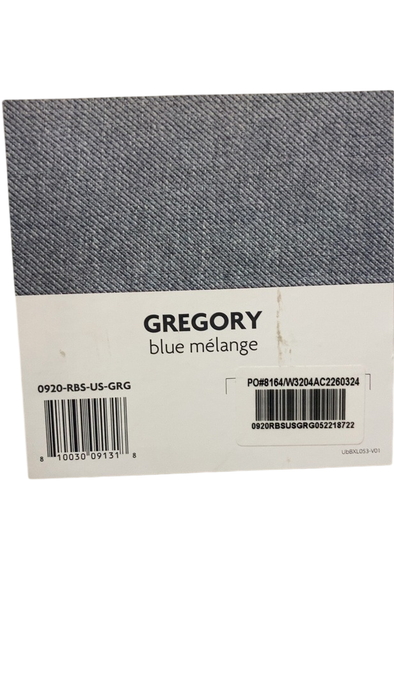 GREGORY
blue mélange
0920-RBS-US-GRG
8 10030 09131 8
PO#8164/W3204AC2260324
0920RBSUSGRG052218722
UbBXL053-V01